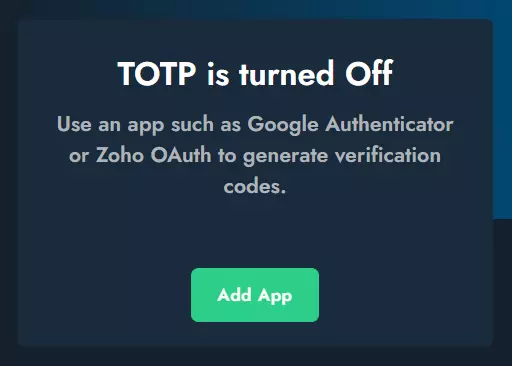 TOTP is turned Off
Use an app such as Google Authenticator
or Zoho OAuth to generate verification
codes.
Add App